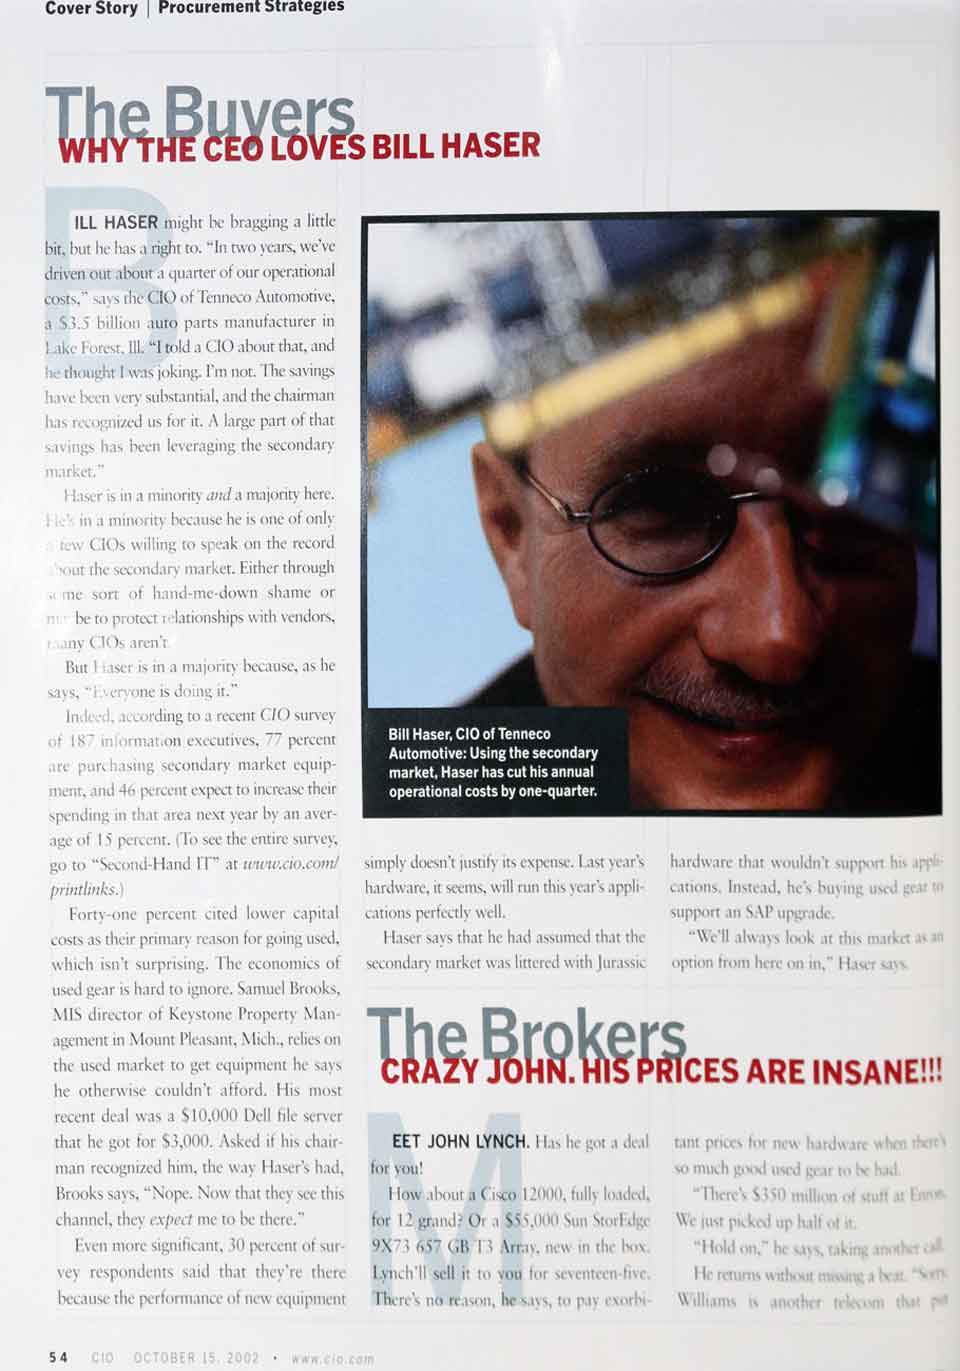 Cover Story | Procurement Strategies
The Buyers
WHY THE CEO LOVES BILL HASER
BILL HASER might be bragging a little
bit, but he has a right to. “In two years, we’ve
driven out about a quarter of our operational
costs,” says the CIO of Tenneco Automotive,
a $3.5 billion auto parts manufacturer in
Lake Forest, Ill. “I told a CIO about that, and
he thought I was joking. I’m not. The savings
have been very substantial, and the chairman
has recognized us for it. A large part of that
savings has been leveraging the secondary
market.”
Haser is in a minority and a majority here.
He’s in a minority because he is one of only
a few CIOs willing to speak on the record
about the secondary market. Either through
some sort of hand-me-down shame or
may be to protect relationships with vendors,
many CIOs aren’t.
But Haser is in a majority because, as he
says, “Everyone is doing it.”
Indeed, according to a recent CIO survey
of 187 information executives, 77 percent
are purchasing secondary market equip-
ment, and 46 percent expect to increase their
spending in that area next year by an aver-
age of 15 percent. (To see the entire survey,
go to “Second-Hand IT” at www.cio.com/
printlinks.)
Forty-one percent cited lower capital
costs as their primary reason for going used,
which isn’t surprising. The economics of
used gear is hard to ignore. Samuel Brooks,
MIS director of Keystone Property Man-
agement in Mount Pleasant, Mich., relies on
the used market to get equipment he says
he otherwise couldn’t afford. His most
recent deal was a $10,000 Dell file server
that he got for $3,000. Asked if his chair-
man recognized him, the way Haser’s had,
Brooks says, “Nope. Now that they see this
channel, they expect me to be there.”
Even more significant, 30 percent of sur-
vey respondents said that they’re there
because the performance of new equipment
Bill Haser, CIO of Tenneco
Automotive: Using the secondary
market, Haser has cut his annual
operational costs by one-quarter.
simply doesn’t justify its expense. Last year’s
hardware, it seems, will run this year’s appli-
cations perfectly well.
Haser says that he had assumed that the
secondary market was littered with Jurassic
hardware that wouldn’t support his appli-
cations. Instead, he’s buying used gear to
support an SAP upgrade.
“We’ll always look at this market as an
option from here on in,” Haser says.
The Brokers
CRAZY JOHN. HIS PRICES ARE INSANE!!!
MEET JOHN LYNCH. Has he got a deal
for you!
How about a Cisco 12000, fully loaded,
for 12 grand? Or a $55,000 Sun StorEdge
9X73 657 GB T3 Array, new in the box.
Lynch’ll sell it to you for seventeen-five.
There’s no reason, he says, to pay exorbi-
tant prices for new hardware when there’s
so much good used gear to be had.
“There’s $350 million of stuff at Enron.
We just picked up half of it.
“Hold on,” he says, taking another call.
He returns without missing a beat. “Sorry.
Williams is another telecom that put
54 CIO OCTOBER 15, 2002 • www.cio.com